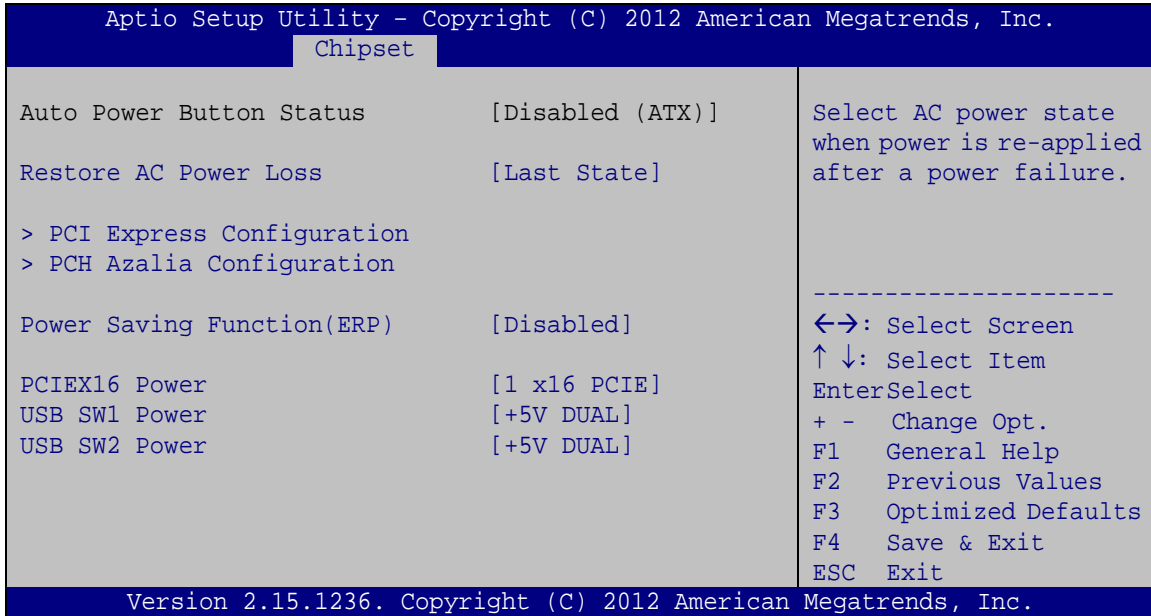 Aptio Setup Utility – Copyright (C) 2012 American Megatrends, Inc.
Chipset
Auto Power Button Status [Disabled (ATX)]
Restore AC Power Loss [Last State]
> PCI Express Configuration
> PCH Azalia Configuration
Power Saving Function(ERP) [Disabled]
PCIEX16 Power [1 x16 PCIE]
USB SW1 Power [+5V DUAL]
USB SW2 Power [+5V DUAL]
Select AC power state
when power is re-applied
after a power failure.
---------------------
←→: Select Screen
↑ ↓: Select Item
EnterSelect
+ - Change Opt.
F1 General Help
F2 Previous Values
F3 Optimized Defaults
F4 Save & Exit
ESC Exit
Version 2.15.1236. Copyright (C) 2012 American Megatrends, Inc.